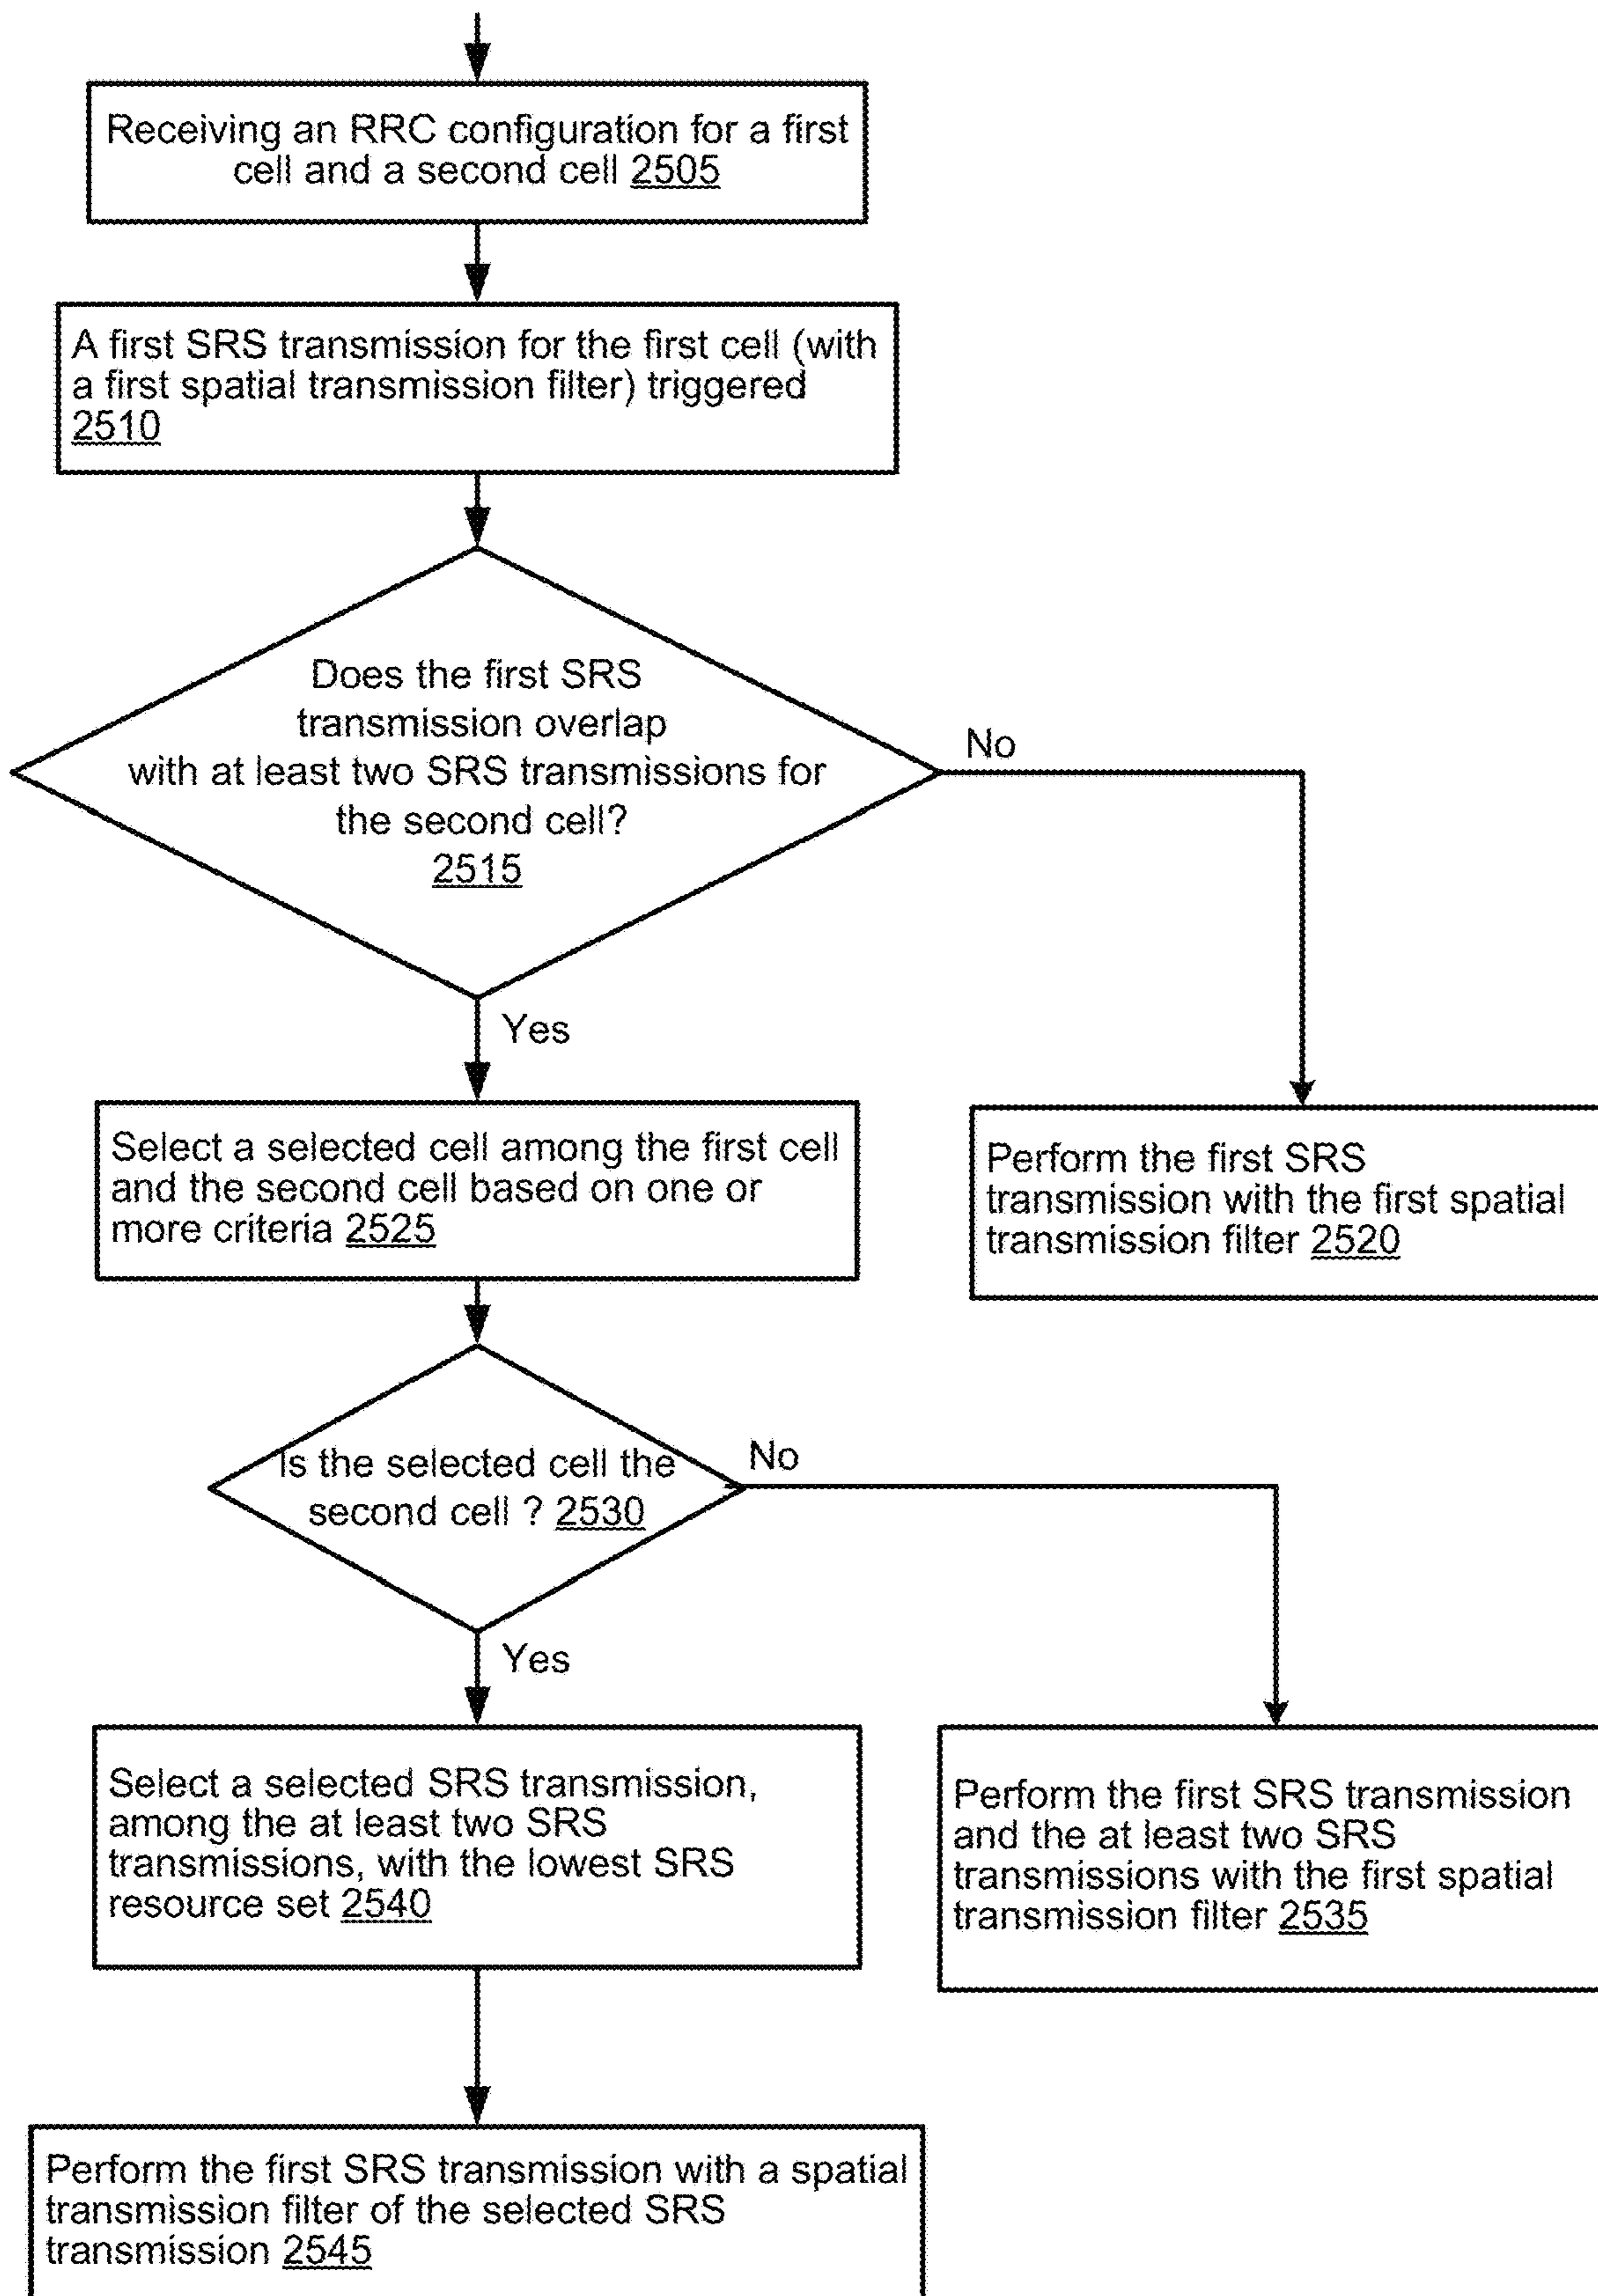 Receiving an RRC configuration for a first
cell and a second cell 2505
A first SRS transmission for the first cell (with
a first spatial transmission filter) triggered
2510
Does the first SRS
transmission overlap
with at least two SRS transmissions for
the second cell?
2515
No
Yes
Select a selected cell among the first cell
and the second cell based on one or
more criteria 2525
Perform the first SRS
transmission with the first spatial
transmission filter 2520
Is the selected cell the
second cell ? 2530
No
Yes
Select a selected SRS transmission,
among the at least two SRS
transmissions, with the lowest SRS
resource set 2540
Perform the first SRS transmission
and the at least two SRS
transmissions with the first spatial
transmission filter 2535
Perform the first SRS transmission with a spatial
transmission filter of the selected SRS
transmission 2545